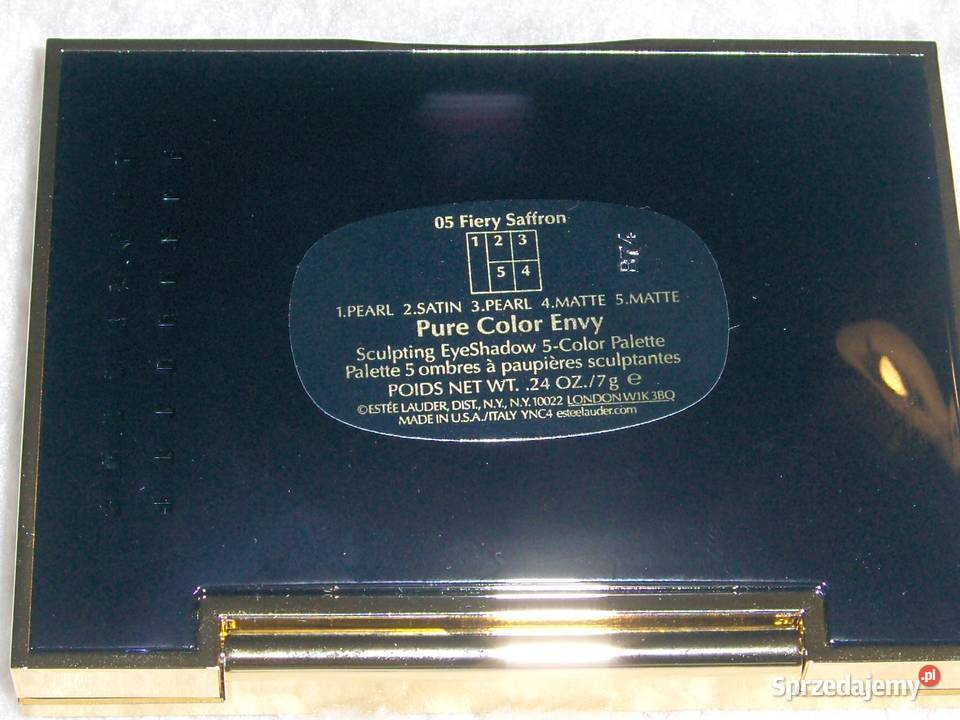 05 Fiery Saffron
1 2 3
5 4
B74
1.PEARL 2.SATIN 3.PEARL 4.MATTE 5.MATTE
Pure Color Envy
Sculpting EyeShadow 5-Color Palette
Palette 5 ombres à paupières sculptantes
POIDS NET WT. .24 OZ./7g e
©ESTÉE LAUDER, DIST., N.Y., N.Y. 10022 LONDON W1K 3BQ
MADE IN U.S.A./ITALY YNC4 esteelauder.com
Sprzedajemy.pl